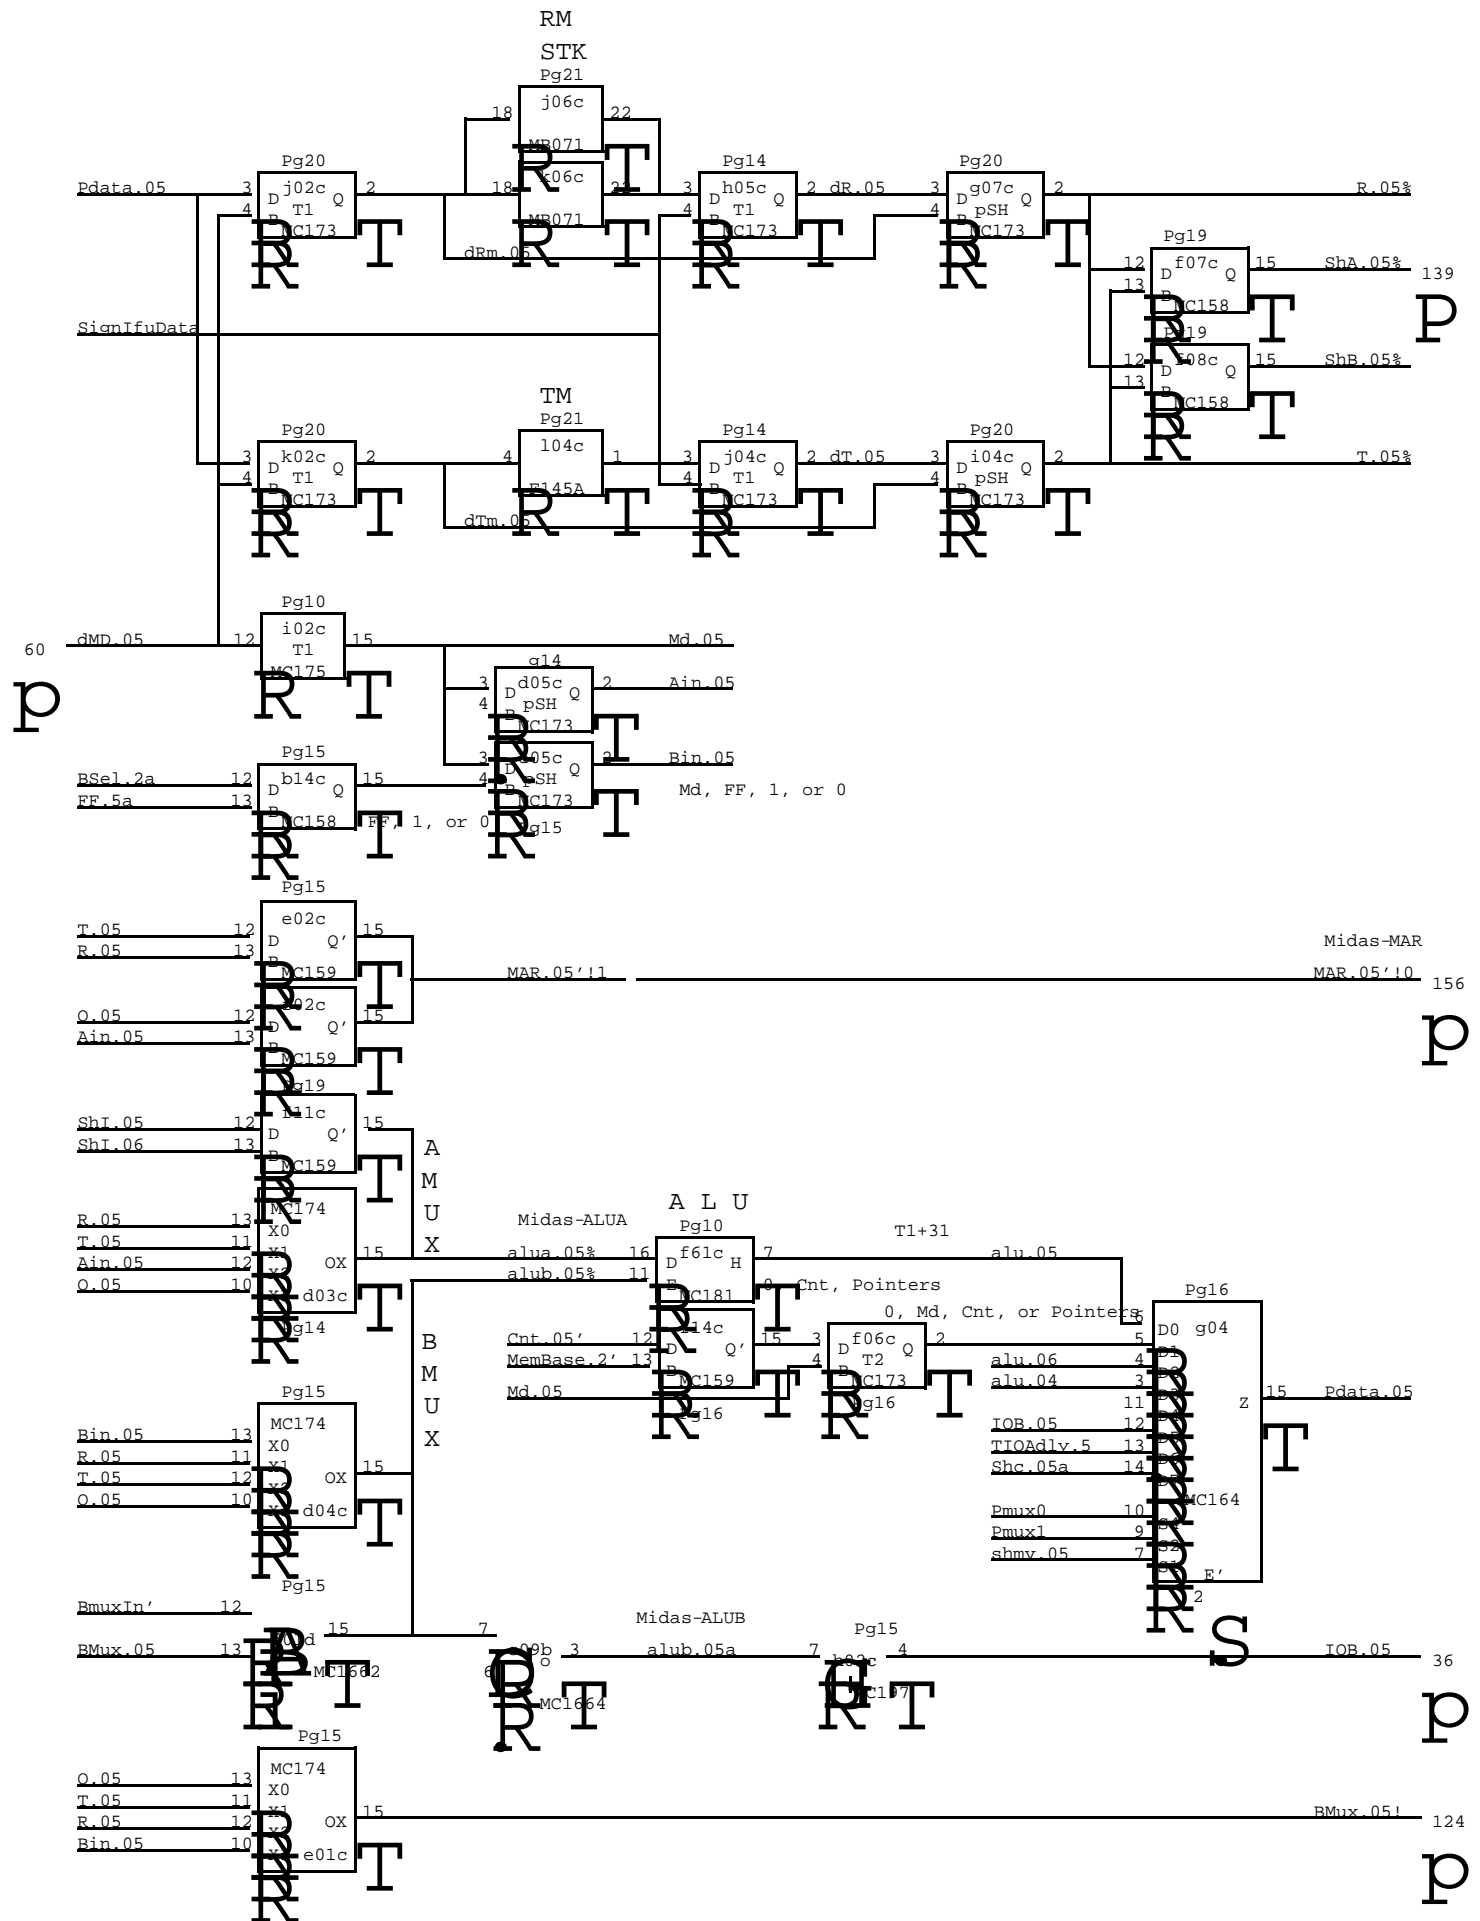 RM
STK
Pg21
j06c
18 22
MB071
Pg20 Pg14 Pg20
Pdata.05 3 j02c 2 18 k06c 22 3 h05c 2 dR.05 3 g07c 2 R.05%
D Q D Q D Q
4 T1 4 T1 4 pSH
B B B
MC173 MB071 MC173 MC173
R T R T R T R T
dRm.05
Pg19
12 f07c 15 ShA.05% 139
D Q
13 B MC158
R T P
SignIfuData
Pg19
12 f08c 15 ShB.05%
D Q
13 B MC158
R T
TM
Pg21
Pg20 l04c Pg14 Pg20
3 k02c 2 4 1 3 j04c 2 dT.05 3 i04c 2 T.05%
D Q D Q D Q
4 T1 4 T1 4 pSH
B B B
MC173 F145A MC173 MC173
R T R T R T R T
dTm.05
Pg10
60 dMD.05 12 i02c 15 Md.05
T1
MC175
p R T
g14
3 d05c 2 Ain.05
D Q
4 pSH
B MC173
R T
Pg15
3 2 Bin.05
BSel.2a 12 b14c 15 4 pSH
D Q D Q
FF.5a 13 B B MC173
MC158 FF, 1, or 0
Md, FF, 1, or 0
R T R T
Pg15
Pg15
e02c
T.05 12 15
D Q'
R.05 13 B
MC159
R T
Midas-MAR
MAR.05'!1 MAR.05'!0 156
p
O.05 12 15
D Q'
Ain.05 13 B
MC159
R T
Pg19
f11c
ShI.05 12 15
D Q'
ShI.06 13 B
MC159
R T
AMUX
MC174
R.05 13 X0
T.05 11 X1
Ain.05 12 OX 15
O.05 10 d03c
R T
Pg14
ALU
Midas-ALUA Pg10 T1+31
alua.05% 16 f61c 7 alu.05
D H
alub.05% 11 E
MC181 0, Cnt, Pointers
R T
0, Md, Cnt, or Pointers
Cnt.05' 12 15 3 f06c 2
D Q' D Q
MemBase.2' 13 4 T2
B B
MC159 MC173
Md.05
R T R T
Pg16 Pg16
Pg16
6 D0 g04
5 D1
alu.06 4
alu.04 3
11
IOB.05 12
TIOAdly.5 13
Shc.05a 14
Z 15 Pdata.05
MC164
Pmux0 10
Pmux1 9
shmv.05 7
E'
2
R T S
BMUX
Pg15
MC174
Bin.05 13 X0
R.05 11 X1
T.05 12 OX 15
O.05 10 d04c
R T
Pg15
BmuxIn' 12
BMux.05 13 15
MC1662
R T
7
6
3
MC1664
R T
Midas-ALUB
alub.05a
Pg15
7 h02c 4
MC197
R T
IOB.05 36
p
Pg15
MC174
O.05 13 X0
T.05 11 X1
R.05 12 OX 15 BMux.05! 124
Bin.05 10 e01c
R T p